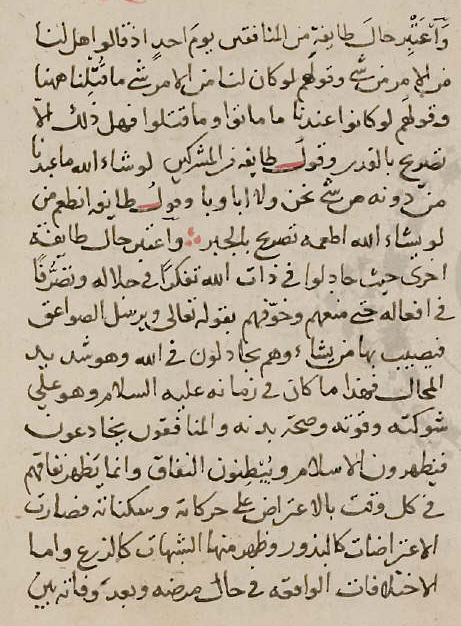 وَاعتبر حال طايفة من المنافقين يوم احد اذ قالوا هل لنا
من الامر من شي وقولهم لو كان لنا من الامر شي ما قتلنا ههنا
وقولهم لو كانوا عندنا ما ماتوا وما قتلوا فهل ذلك الا
تصريح بالقدر وقول طايفة من المشركين لو شاء الله ما عبدنا
من دونه من شي نحن ولا اباونا وقول طايفة انطعم من
لو يشاء الله اطعمه تصريح بالجبر واعتبر حال طايفة
اخرى حيث جادلوا في ذات الله تفكرًا في جلاله وتصرفًا
في افعاله حتى منعهم وخوفهم بقوله تعالى ويرسل الصواعق
فيصيب بها من يشاء وهم يجادلون في الله وهو شديد
المحال فهذا ما كان في زمانه عليه السلام وهو على
شوكته وقوته وصحة بدنه والمنافقون يخادعون
فيظهرون الاسلام ويبطنون النفاق وانما يظهر نفاقهم
في كل وقت بالاعتراض على حركاته وسكناته فصارت
الاعتراضات كالبذور وظهر منها الشبهات كالزرع واما
الاختلافات الواقعه في حال مرضه وبعد وفاته بين